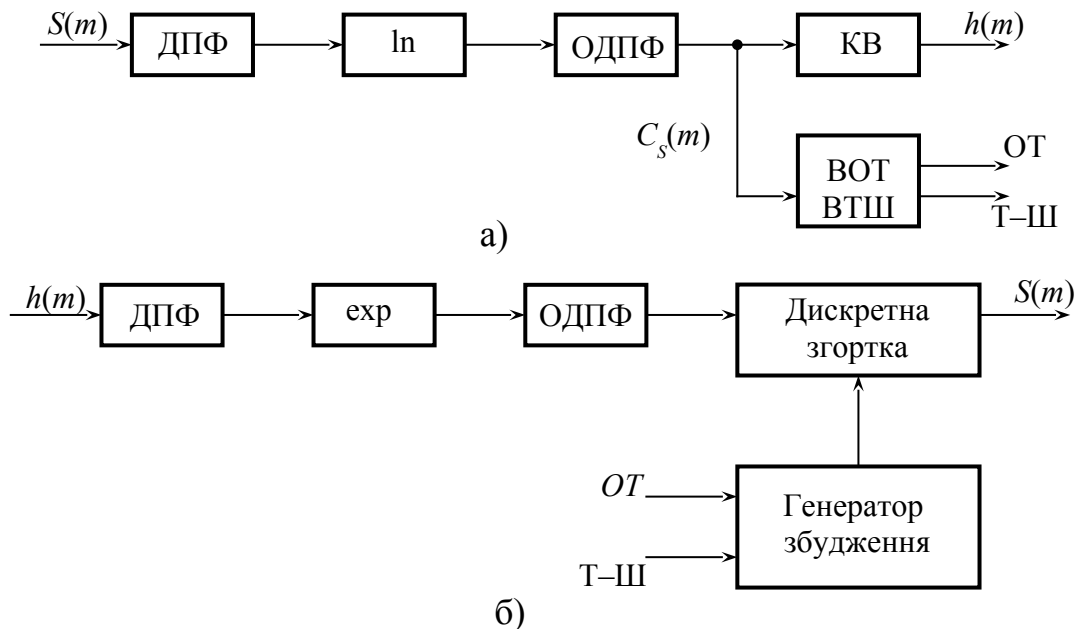 S(m)
ДПФ
ln
ОДПФ
КВ
h(m)
C_S(m)
ВОТ
ВТШ
ОТ
Т–Ш
а)
h(m)
ДПФ
exp
ОДПФ
Дискретна
згортка
S(m)
ОТ
Т–Ш
Генератор
збудження
б)